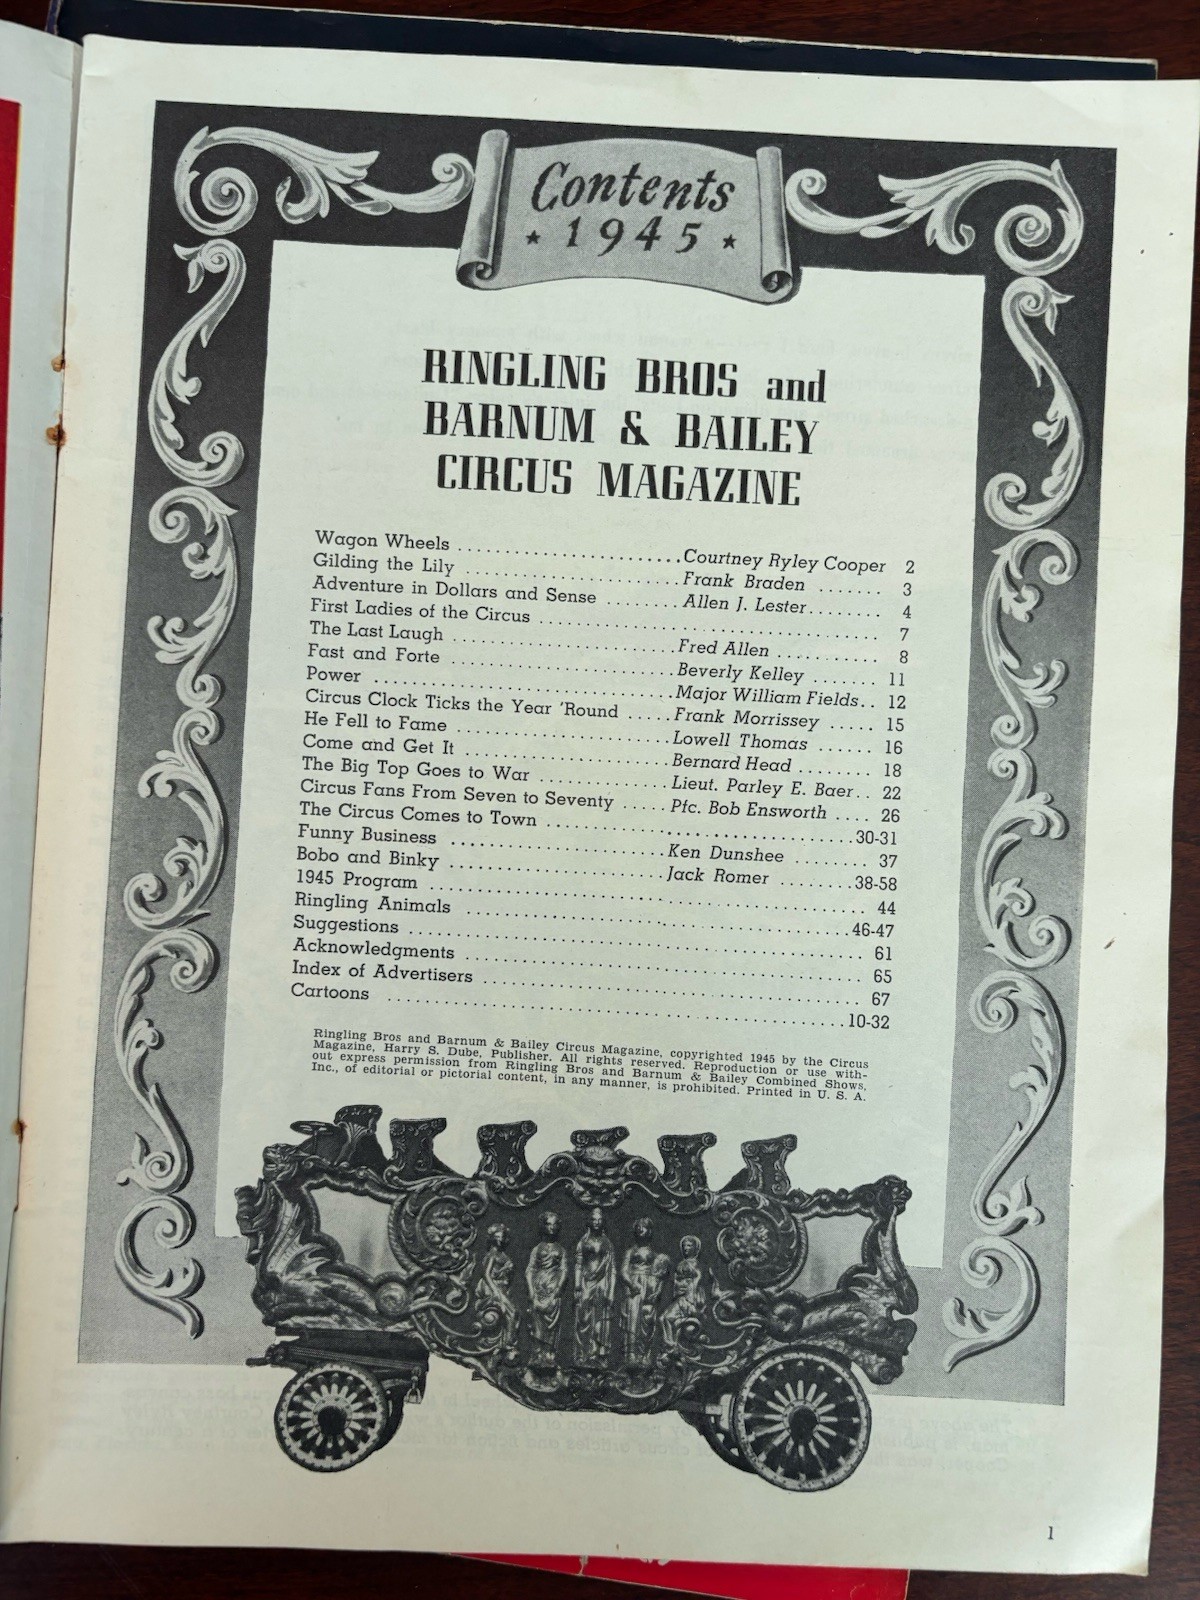 Contents
★ 1945 ★
RINGLING BROS and
BARNUM & BAILEY
CIRCUS MAGAZINE
Wagon Wheels ........................ Courtney Ryley Cooper 2
Gilding the Lily ....................... Frank Braden ....... 3
Adventure in Dollars and Sense ........ Allen J. Lester ........ 4
First Ladies of the Circus .................................... 7
The Last Laugh ........................ Fred Allen ........... 8
Fast and Forte ........................ Beverly Kelley ....... 11
Power ................................ Major William Fields .. 12
Circus Clock Ticks the Year 'Round ..... Frank Morrissey ..... 15
He Fell to Fame ....................... Lowell Thomas ...... 16
Come and Get It ...................... Bernard Head ........ 18
The Big Top Goes to War .............. Lieut. Parley E. Baer .. 22
Circus Fans From Seven to Seventy ..... Pfc. Bob Ensworth .... 26
The Circus Comes to Town .................................. 30-31
Funny Business ....................... Ken Dunshee ........ 37
Bobo and Binky ....................... Jack Romer ........ 38-58
1945 Program .............................................. 44
Ringling Animals ......................................... 46-47
Suggestions ................................................ 61
Acknowledgments ........................................... 65
Index of Advertisers ........................................ 67
Cartoons ................................................. 10-32
Ringling Bros and Barnum & Bailey Circus Magazine, copyrighted 1945 by the Circus
Magazine, Harry S. Dube, Publisher. All rights reserved. Reproduction or use with-
out express permission from Ringling Bros and Barnum & Bailey Combined Shows,
Inc., of editorial or pictorial content, in any manner, is prohibited. Printed in U. S. A.
1